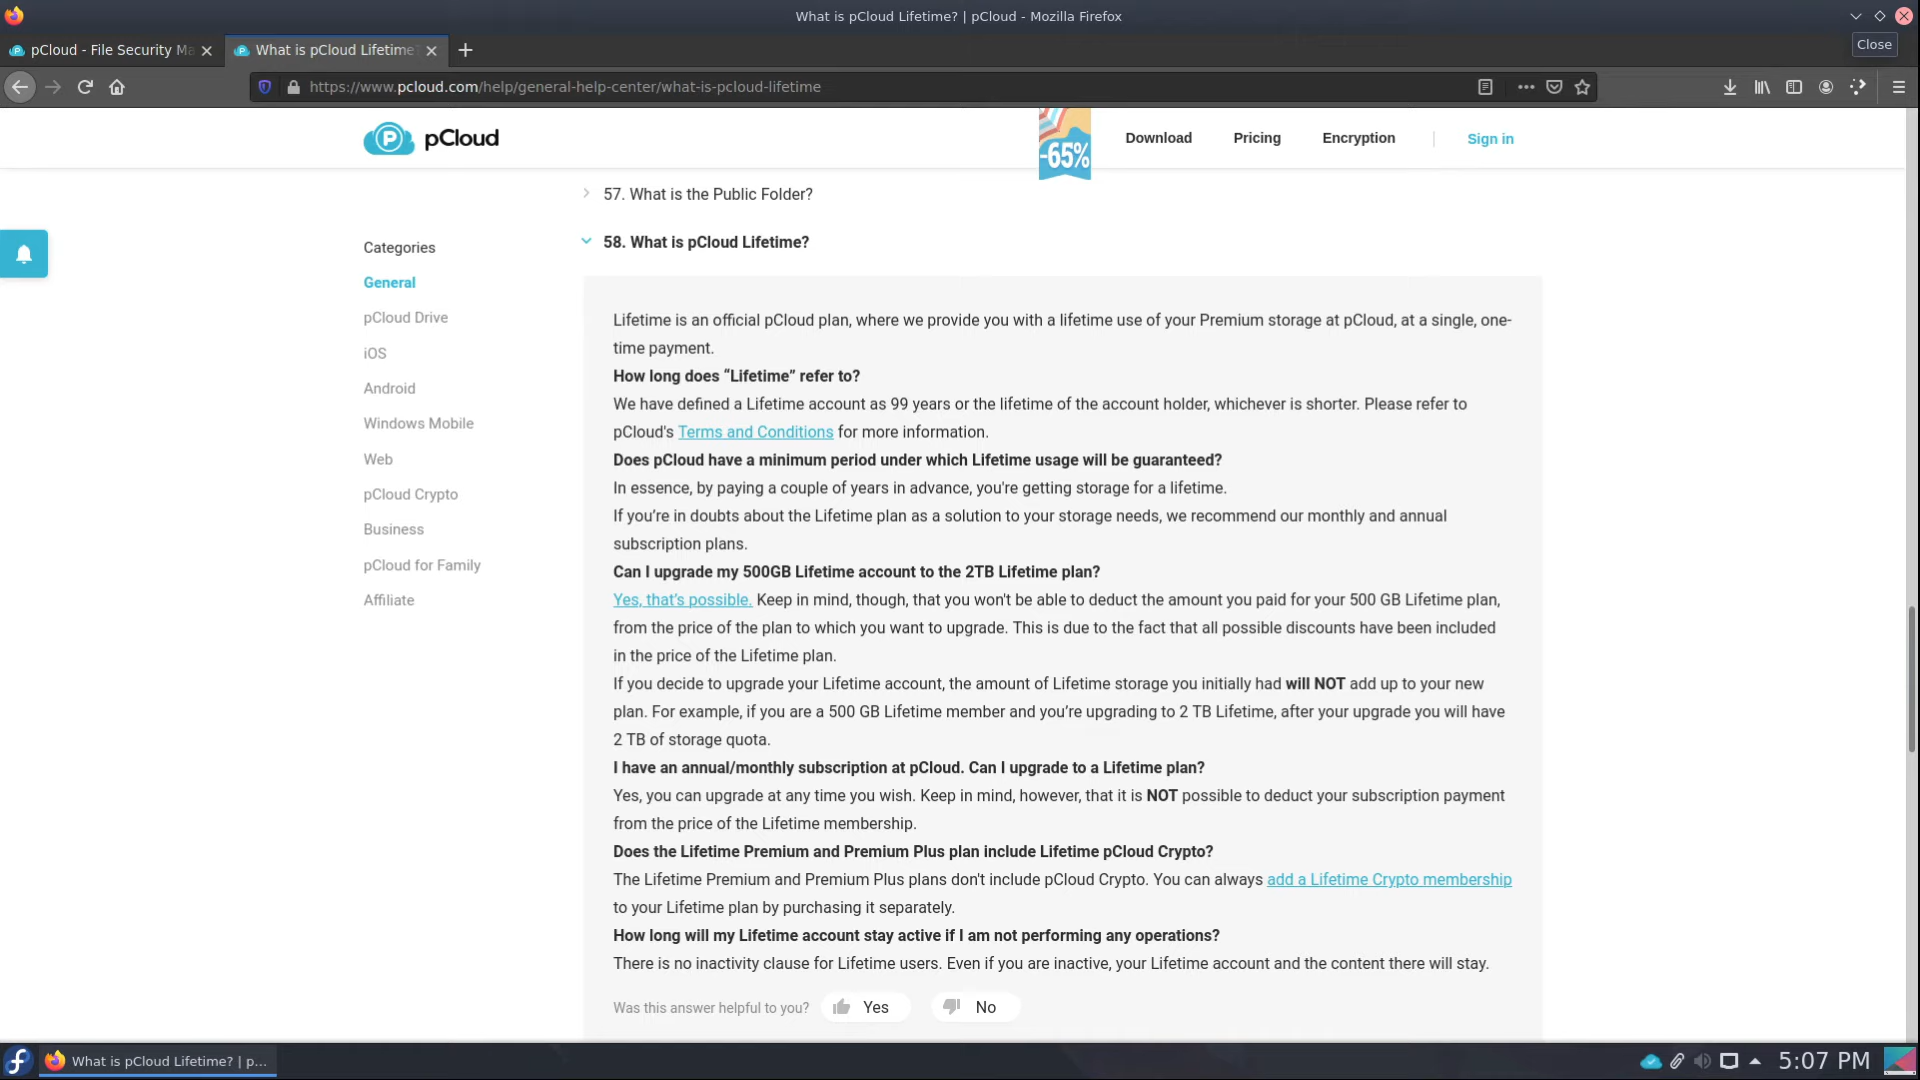 What is pCloud Lifetime? | pCloud - Mozilla Firefox
pCloud - File Security Ma
What is pCloud Lifetime?
Close
https://www.pcloud.com/help/general-help-center/what-is-pcloud-lifetime
pCloud
-65%
Download
Pricing
Encryption
Sign in
57. What is the Public Folder?
58. What is pCloud Lifetime?
Categories
General
pCloud Drive
iOS
Android
Windows Mobile
Web
pCloud Crypto
Business
pCloud for Family
Affiliate
Lifetime is an official pCloud plan, where we provide you with a lifetime use of your Premium storage at pCloud, at a single, one-
time payment.
How long does “Lifetime” refer to?
We have defined a Lifetime account as 99 years or the lifetime of the account holder, whichever is shorter. Please refer to
pCloud's Terms and Conditions for more information.
Does pCloud have a minimum period under which Lifetime usage will be guaranteed?
In essence, by paying a couple of years in advance, you're getting storage for a lifetime.
If you’re in doubts about the Lifetime plan as a solution to your storage needs, we recommend our monthly and annual
subscription plans.
Can I upgrade my 500GB Lifetime account to the 2TB Lifetime plan?
Yes, that’s possible. Keep in mind, though, that you won't be able to deduct the amount you paid for your 500 GB Lifetime plan,
from the price of the plan to which you want to upgrade. This is due to the fact that all possible discounts have been included
in the price of the Lifetime plan.
If you decide to upgrade your Lifetime account, the amount of Lifetime storage you initially had will NOT add up to your new
plan. For example, if you are a 500 GB Lifetime member and you’re upgrading to 2 TB Lifetime, after your upgrade you will have
2 TB of storage quota.
I have an annual/monthly subscription at pCloud. Can I upgrade to a Lifetime plan?
Yes, you can upgrade at any time you wish. Keep in mind, however, that it is NOT possible to deduct your subscription payment
from the price of the Lifetime membership.
Does the Lifetime Premium and Premium Plus plan include Lifetime pCloud Crypto?
The Lifetime Premium and Premium Plus plans don't include pCloud Crypto. You can always add a Lifetime Crypto membership
to your Lifetime plan by purchasing it separately.
How long will my Lifetime account stay active if I am not performing any operations?
There is no inactivity clause for Lifetime users. Even if you are inactive, your Lifetime account and the content there will stay.
Was this answer helpful to you?
Yes
No
What is pCloud Lifetime? | p...
5:07 PM